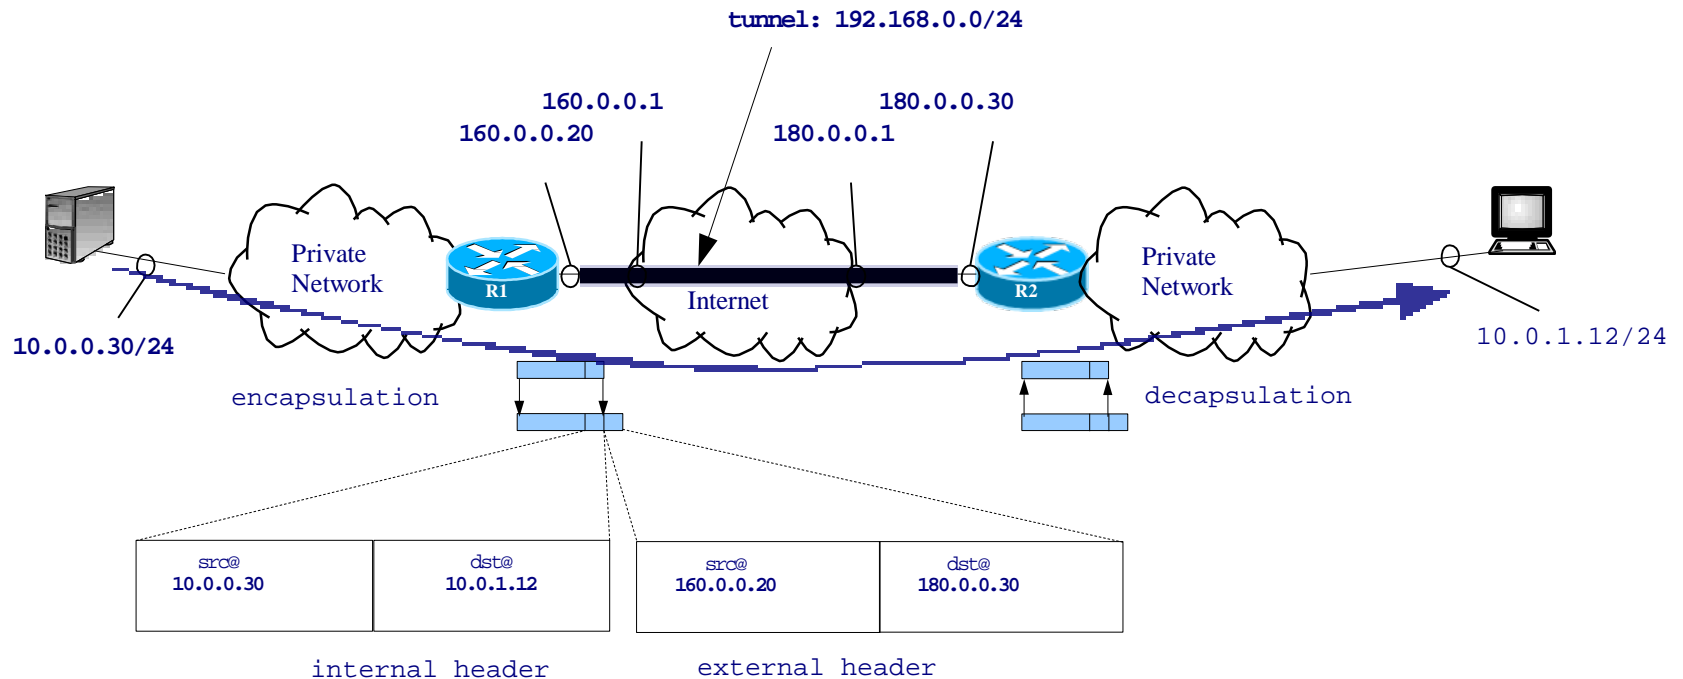 tunnel: 192.168.0.0/24
160.0.0.1
180.0.0.30
160.0.0.20
180.0.0.1
Private
Network
R1
Internet
R2
Private
Network
10.0.0.30/24
10.0.1.12/24
encapsulation
decapsulation
src@
10.0.0.30
dst@
10.0.1.12
src@
160.0.0.20
dst@
180.0.0.30
internal header
external header